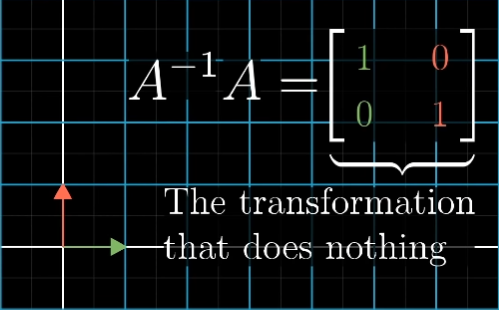 A⁻¹A = [1 0
0 1]
The transformation
that does nothing